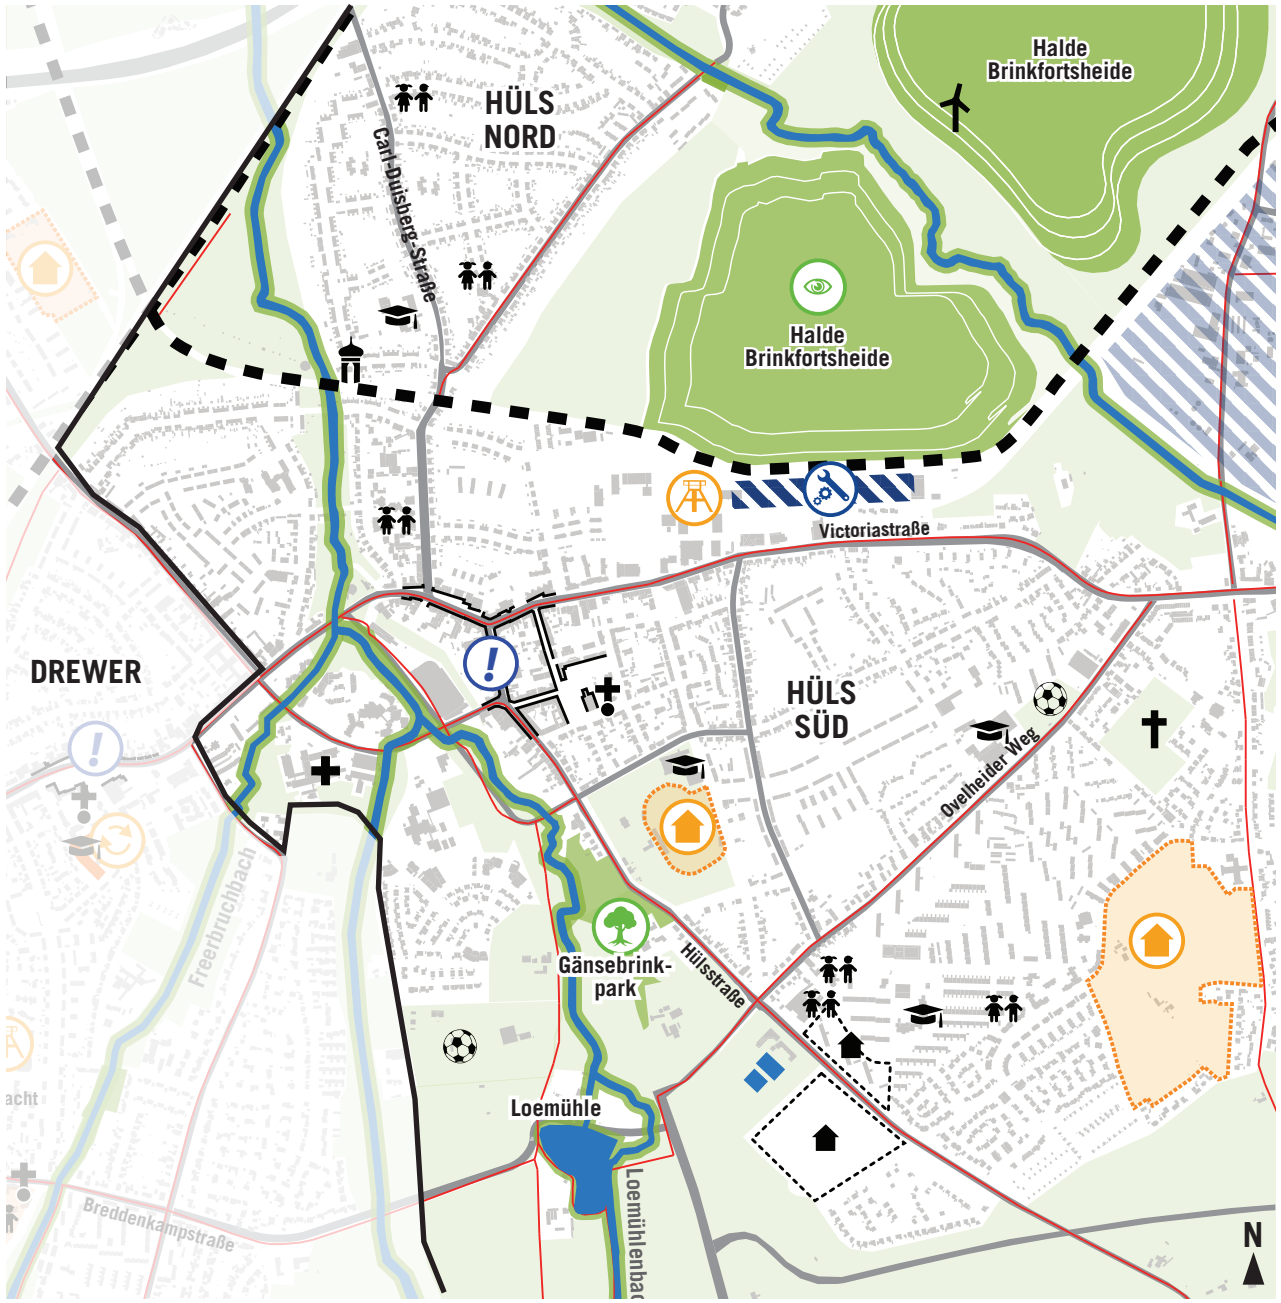 Halde
Brinkfortsheide
HÜLS
NORD
Carl-Duisberg-Straße
Halde
Brinkfortsheide
Victoriastraße
DREWER
!
HÜLS
SÜD
!
Ovelheider Weg
Freerbruchbach
Gänsebrink-
park
Hülsstraße
acht
Loemühle
Loemühlenbac
Breddenkampstraße
N